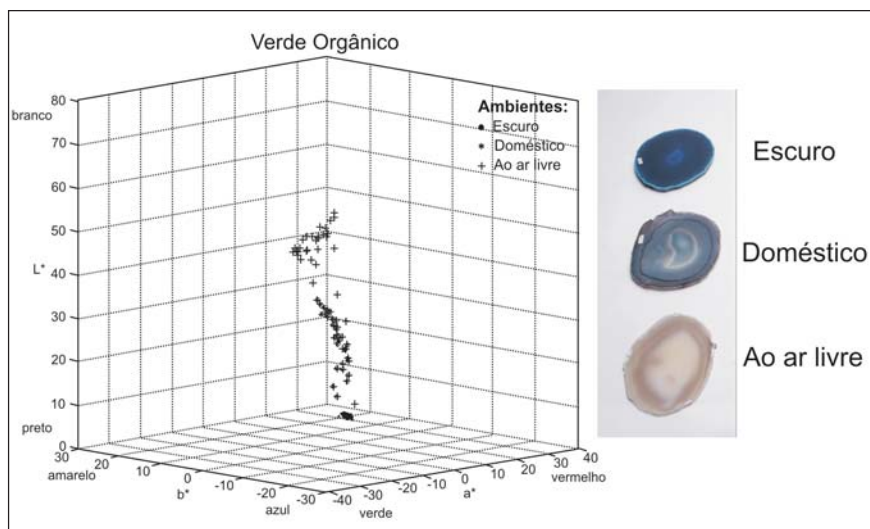 Verde Orgânico
80
branco
70
60
50
40
L*
30
20
10
preto
0
Ambientes:
Escuro
Doméstico
Ao ar livre
30
amarelo
20
10
0
b*
-10
-20
azul
-30
-40
-30
verde
-20
-10
a*
0
10
20
vermelho
30
40
Escuro
Doméstico
Ao ar livre